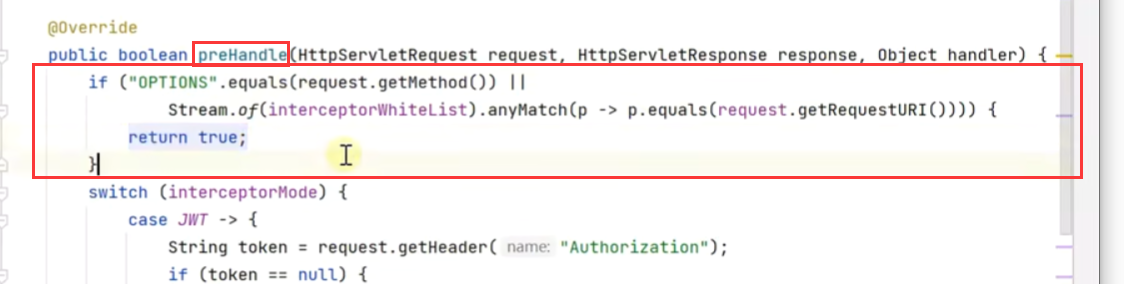 @Override
public boolean preHandle(HttpServletRequest request, HttpServletResponse response, Object handler) {
if ("OPTIONS".equals(request.getMethod()) ||
Stream.of(interceptorWhiteList).anyMatch(p -> p.equals(request.getRequestURI()))) {
return true;
}
switch (interceptorMode) {
case JWT -> {
String token = request.getHeader( name: "Authorization");
if (token == null) {